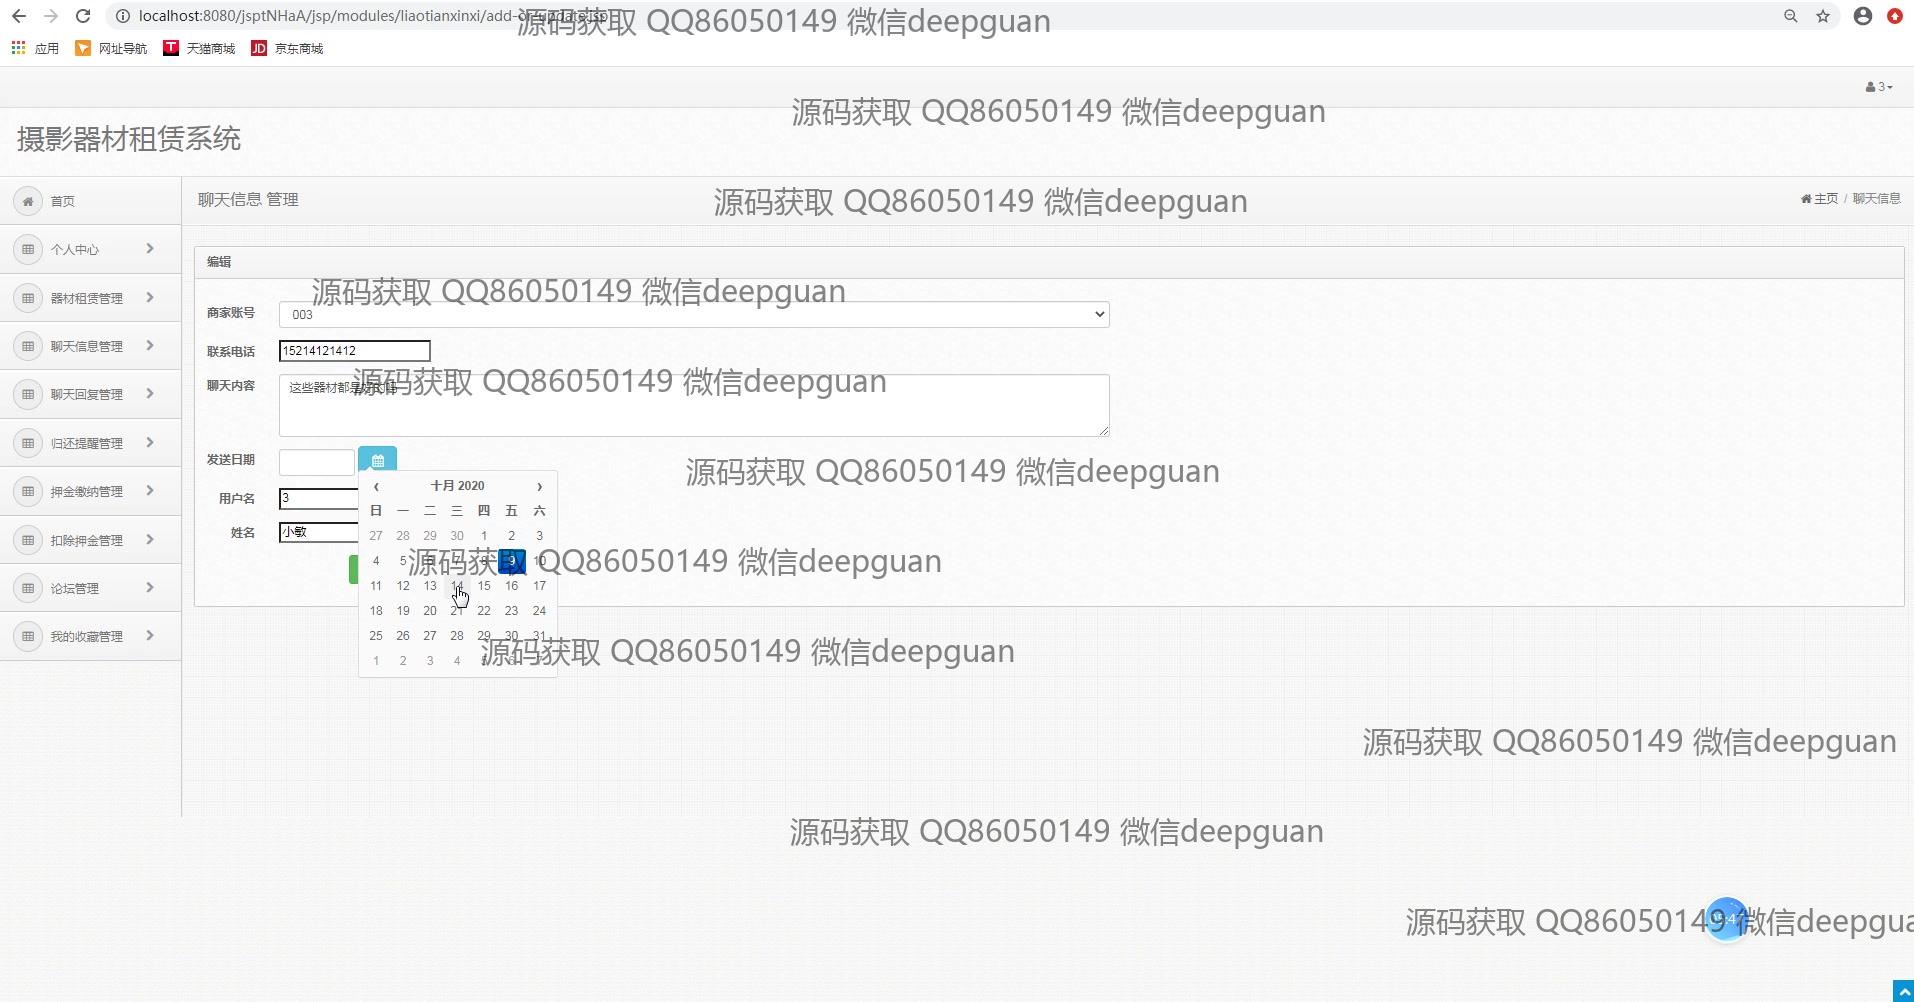 localhost:8080/jsptNHaA/jsp/modules/liaotianxinxi/add-or-update.jsp
源码获取 QQ86050149 微信deepguan
应用 网址导航 天猫商城 JD 京东商城
3
源码获取 QQ86050149 微信deepguan
摄影器材租赁系统
首页
聊天信息 管理
源码获取 QQ86050149 微信deepguan
主页 / 聊天信息
个人中心
器材租赁管理
聊天信息管理
聊天回复管理
归还提醒管理
押金缴纳管理
扣除押金管理
论坛管理
我的收藏管理
编辑
源码获取 QQ86050149 微信deepguan
商家账号 003
联系电话 15214121412
聊天内容 这些器材都是好的吗
源码获取 QQ86050149 微信deepguan
发送日期
源码获取 QQ86050149 微信deepguan
用户名 3
姓名 小敏
‹ 十月 2020 ›
日 一 二 三 四 五 六
27 28 29 30 1 2 3
4 5 6 7 8 9 10
源码获取 QQ86050149 微信deepguan
11 12 13 14 15 16 17
18 19 20 21 22 23 24
25 26 27 28 29 30 31
源码获取 QQ86050149 微信deepguan
1 2 3 4 5 6 7
源码获取 QQ86050149 微信deepguan
源码获取 QQ86050149 微信deepguan
源码获取 QQ86050149 微信deepgua